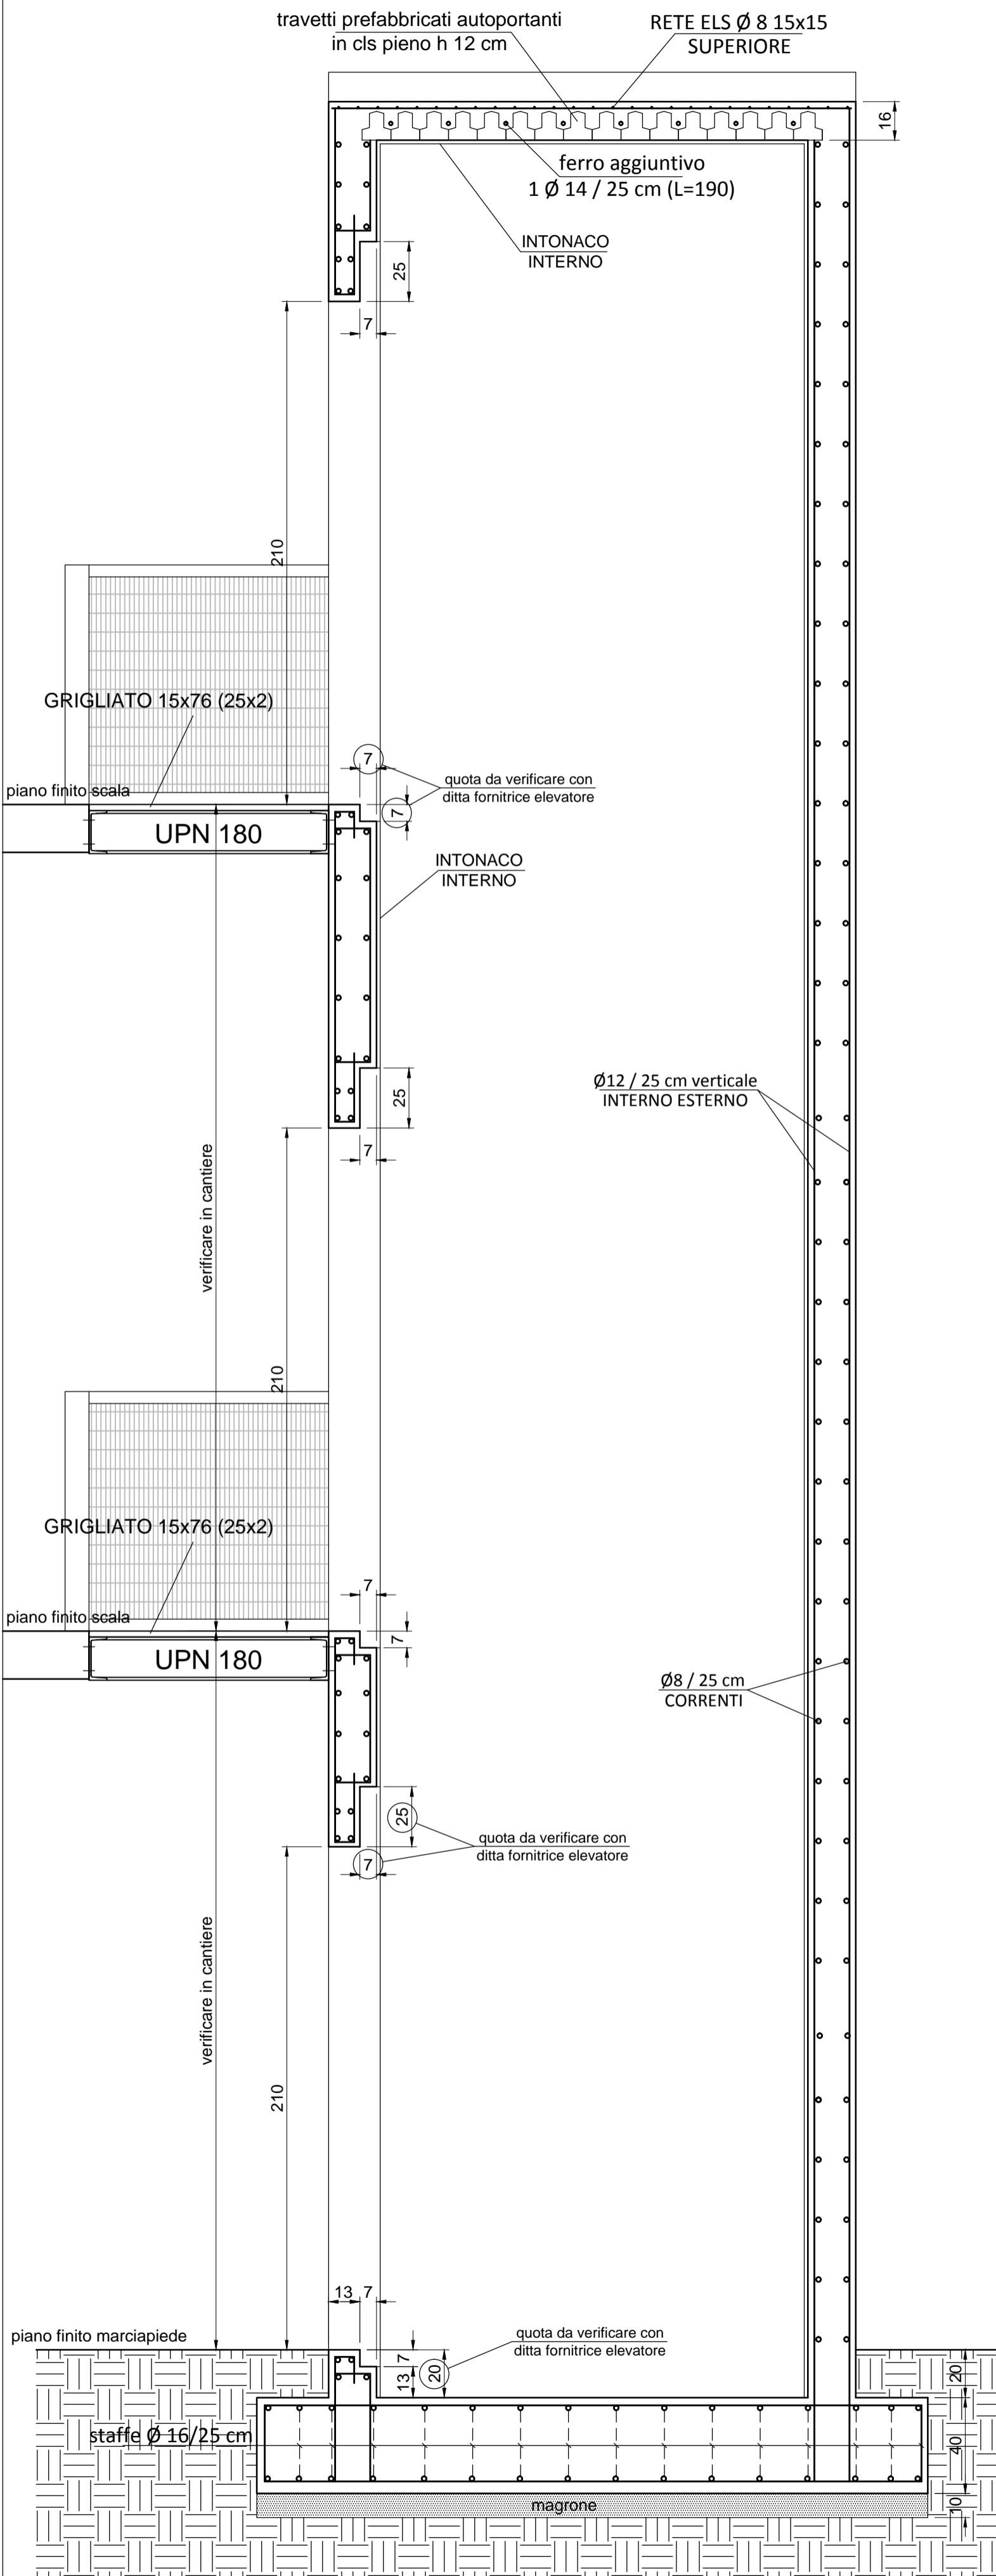 travetti prefabbricati autoportanti
in cls pieno h 12 cm
RETE ELS Ø 8 15x15
SUPERIORE
16
ferro aggiuntivo
1 Ø 14 / 25 cm (L=190)
INTONACO
INTERNO
25
7
210
GRIGLIATO 15x76 (25x2)
7
quota da verificare con
ditta fornitrice elevatore
piano finito scala
7
UPN 180
INTONACO
INTERNO
Ø12 / 25 cm verticale
INTERNO ESTERNO
25
7
verificare in cantiere
210
GRIGLIATO 15x76 (25x2)
7
piano finito scala
7
UPN 180
Ø8 / 25 cm
CORRENTI
25
quota da verificare con
ditta fornitrice elevatore
7
verificare in cantiere
210
13 7
piano finito marciapiede
quota da verificare con
ditta fornitrice elevatore
7
13
20
20
staffe Ø 16/25 cm
40
magrone
10